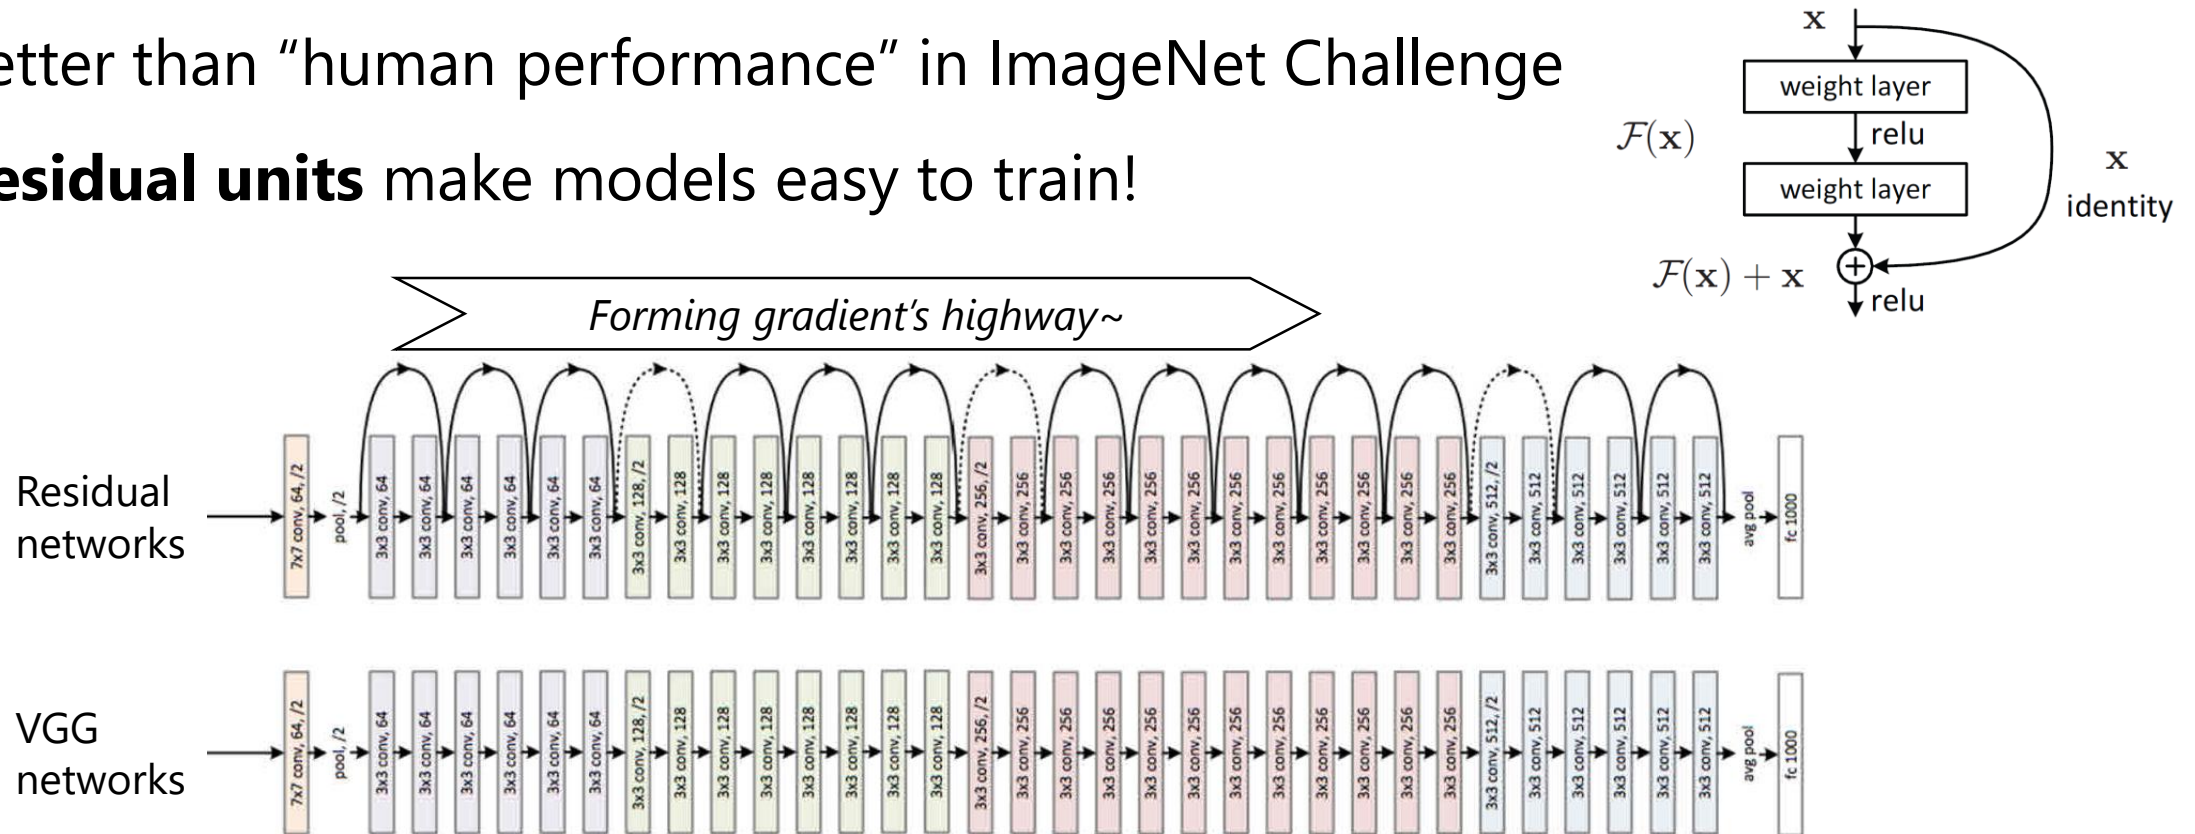 etter than “human performance” in ImageNet Challenge
esidual units make models easy to train!
x
weight layer
relu
F(x)
weight layer
x
identity
F(x) + x
relu
Forming gradient's highway~
Residual
networks
7x7 conv, 64, /2
pool, /2
3x3 conv, 64
3x3 conv, 64
3x3 conv, 64
3x3 conv, 64
3x3 conv, 64
3x3 conv, 64
3x3 conv, 128, /2
3x3 conv, 128
3x3 conv, 128
3x3 conv, 128
3x3 conv, 128
3x3 conv, 128
3x3 conv, 128
3x3 conv, 128
3x3 conv, 256, /2
3x3 conv, 256
3x3 conv, 256
3x3 conv, 256
3x3 conv, 256
3x3 conv, 256
3x3 conv, 256
3x3 conv, 256
3x3 conv, 256
3x3 conv, 256
3x3 conv, 256
3x3 conv, 256
3x3 conv, 512, /2
3x3 conv, 512
3x3 conv, 512
3x3 conv, 512
3x3 conv, 512
3x3 conv, 512
avg pool
fc 1000
VGG
networks
7x7 conv, 64, /2
pool, /2
3x3 conv, 64
3x3 conv, 64
3x3 conv, 64
3x3 conv, 64
3x3 conv, 64
3x3 conv, 64
3x3 conv, 128, /2
3x3 conv, 128
3x3 conv, 128
3x3 conv, 128
3x3 conv, 128
3x3 conv, 128
3x3 conv, 128
3x3 conv, 128
3x3 conv, 256, /2
3x3 conv, 256
3x3 conv, 256
3x3 conv, 256
3x3 conv, 256
3x3 conv, 256
3x3 conv, 256
3x3 conv, 256
3x3 conv, 256
3x3 conv, 256
3x3 conv, 256
3x3 conv, 256
3x3 conv, 512, /2
3x3 conv, 512
3x3 conv, 512
3x3 conv, 512
3x3 conv, 512
3x3 conv, 512
avg pool
fc 1000